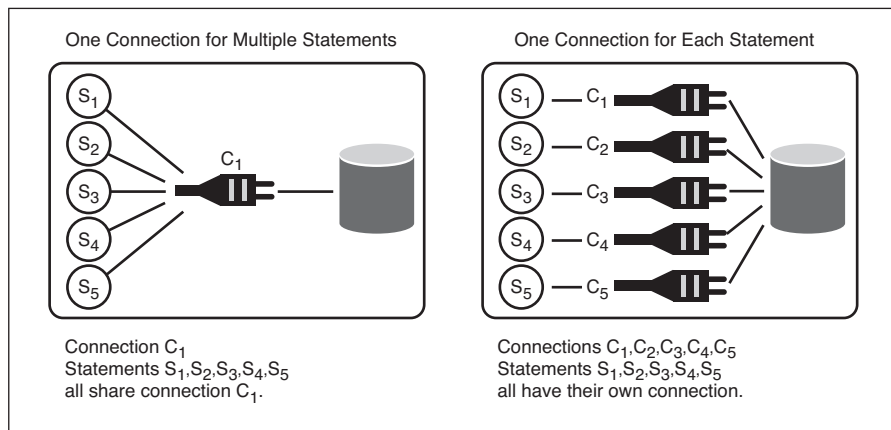 One Connection for Multiple Statements
S1
S2
S3
S4
S5
C1
Connection C1
Statements S1,S2,S3,S4,S5
all share connection C1.
One Connection for Each Statement
S1 C1
S2 C2
S3 C3
S4 C4
S5 C5
Connections C1,C2,C3,C4,C5
Statements S1,S2,S3,S4,S5
all have their own connection.